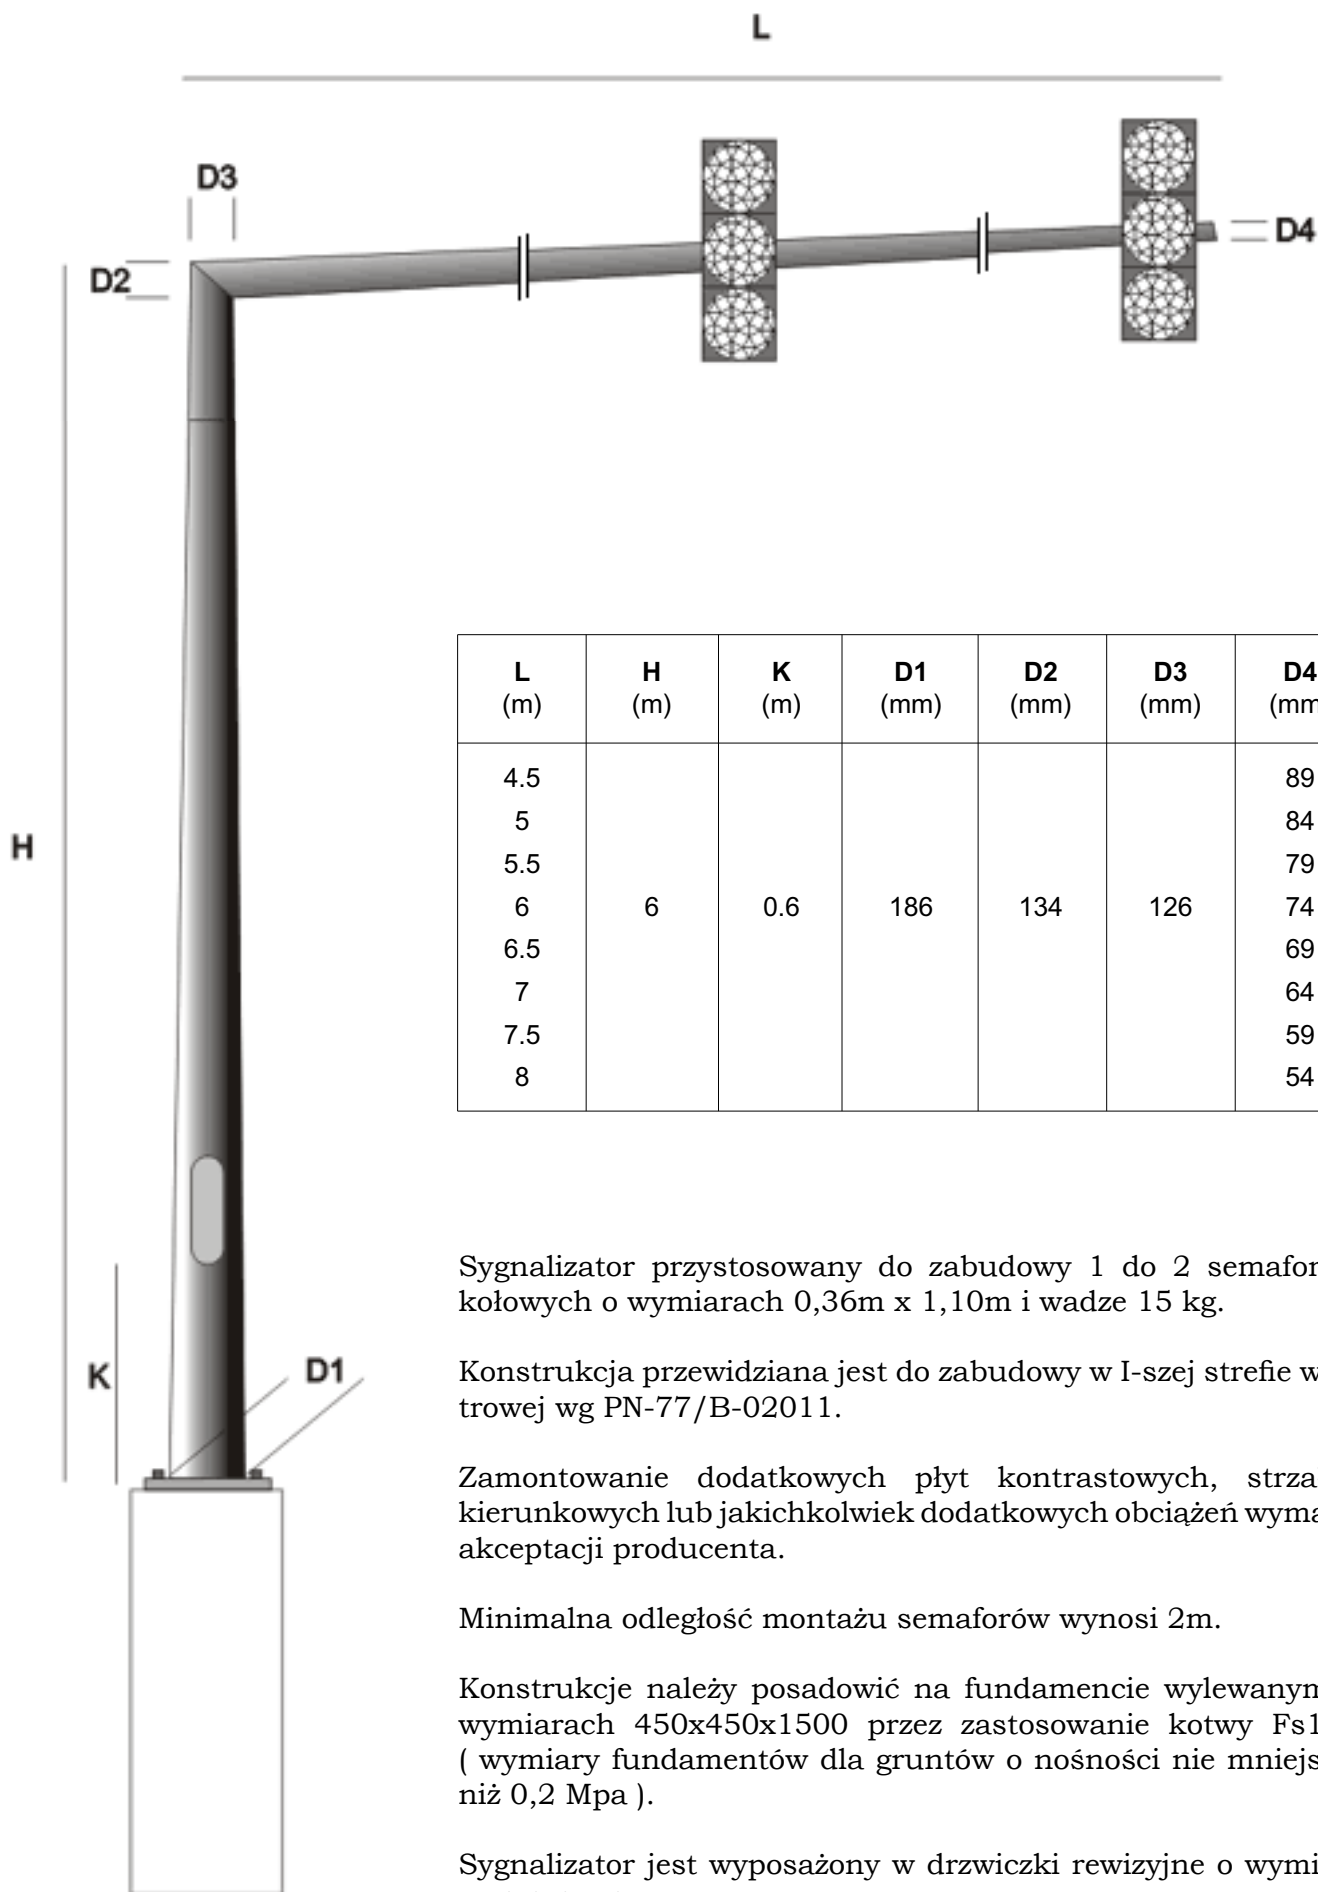 L
D3
D4
D2
L H K D1 D2 D3 D4
(m) (m) (m) (mm) (mm) (mm) (mm
4.5 89
5 84
5.5 79
H
6 6 0.6 186 134 126 74
6.5 69
7 64
7.5 59
8 54
Sygnalizator przystosowany do zabudowy 1 do 2 semafor
kołowych o wymiarach 0,36m x 1,10m i wadze 15 kg.
K
D1
Konstrukcja przewidziana jest do zabudowy w I-szej strefie w
trowej wg PN-77/B-02011.
Zamontowanie dodatkowych płyt kontrastowych, strza
kierunkowych lub jakichkolwiek dodatkowych obciążeń wyma
akceptacji producenta.
Minimalna odległość montażu semaforów wynosi 2m.
Konstrukcje należy posadowić na fundamencie wylewanym
wymiarach 450x450x1500 przez zastosowanie kotwy Fs1
( wymiary fundamentów dla gruntów o nośności nie mniejs
niż 0,2 Mpa ).
Sygnalizator jest wyposażony w drzwiczki rewizyjne o wymi